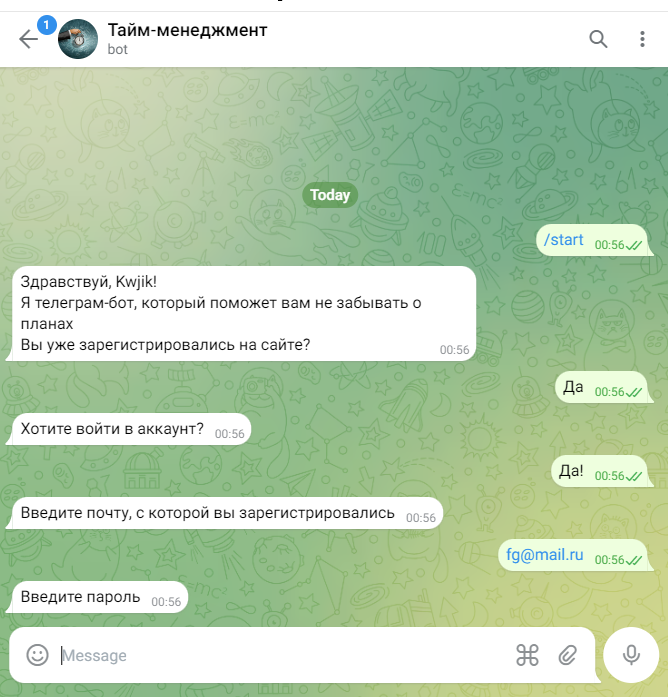 1
Тайм-менеджмент
bot
Today
/start 00:56
Здравствуй, Kwjik!
Я телеграм-бот, который поможет вам не забывать о
планах
Вы уже зарегистрировались на сайте? 00:56
Да 00:56
Хотите войти в аккаунт? 00:56
Да! 00:56
Введите почту, с которой вы зарегистрировались 00:56
fg@mail.ru 00:56
Введите пароль 00:56
Message